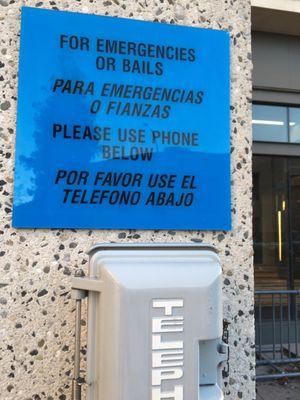 FOR EMERGENCIES
OR BAILS
PARA EMERGENCIAS
O FIANZAS
PLEASE USE PHONE
BELOW
POR FAVOR USE EL
TELEFONO ABAJO
TELEPH